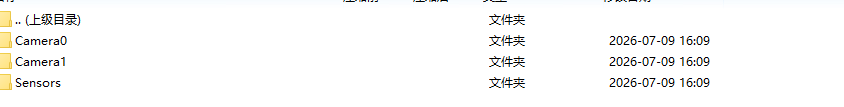 .. (上级目录) 文件夹
Camera0 文件夹 2026-07-09 16:09
Camera1 文件夹 2026-07-09 16:09
Sensors 文件夹 2026-07-09 16:09